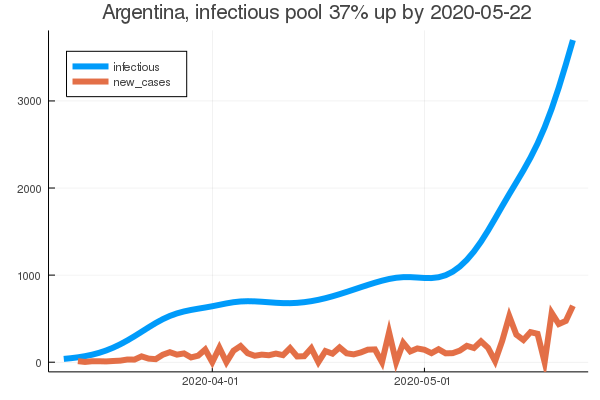 Argentina, infectious pool 37% up by 2020-05-22
infectious
new_cases
3000
2000
1000
0
2020-04-01
2020-05-01